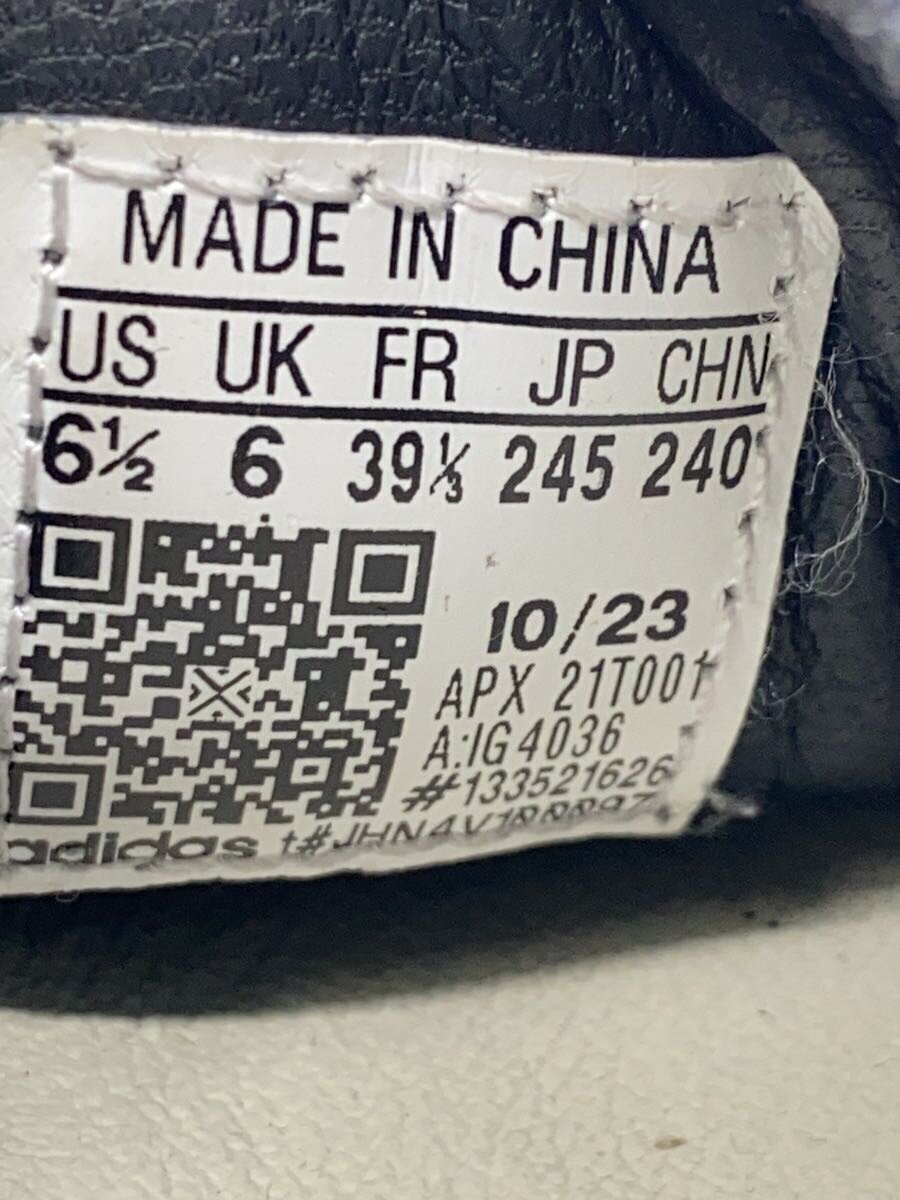 MADE IN CHINA
US UK FR JP CHN
6½ 6 39⅓ 245 240
10/23
APX 21T001
A:IG4036
#133521626
adidas